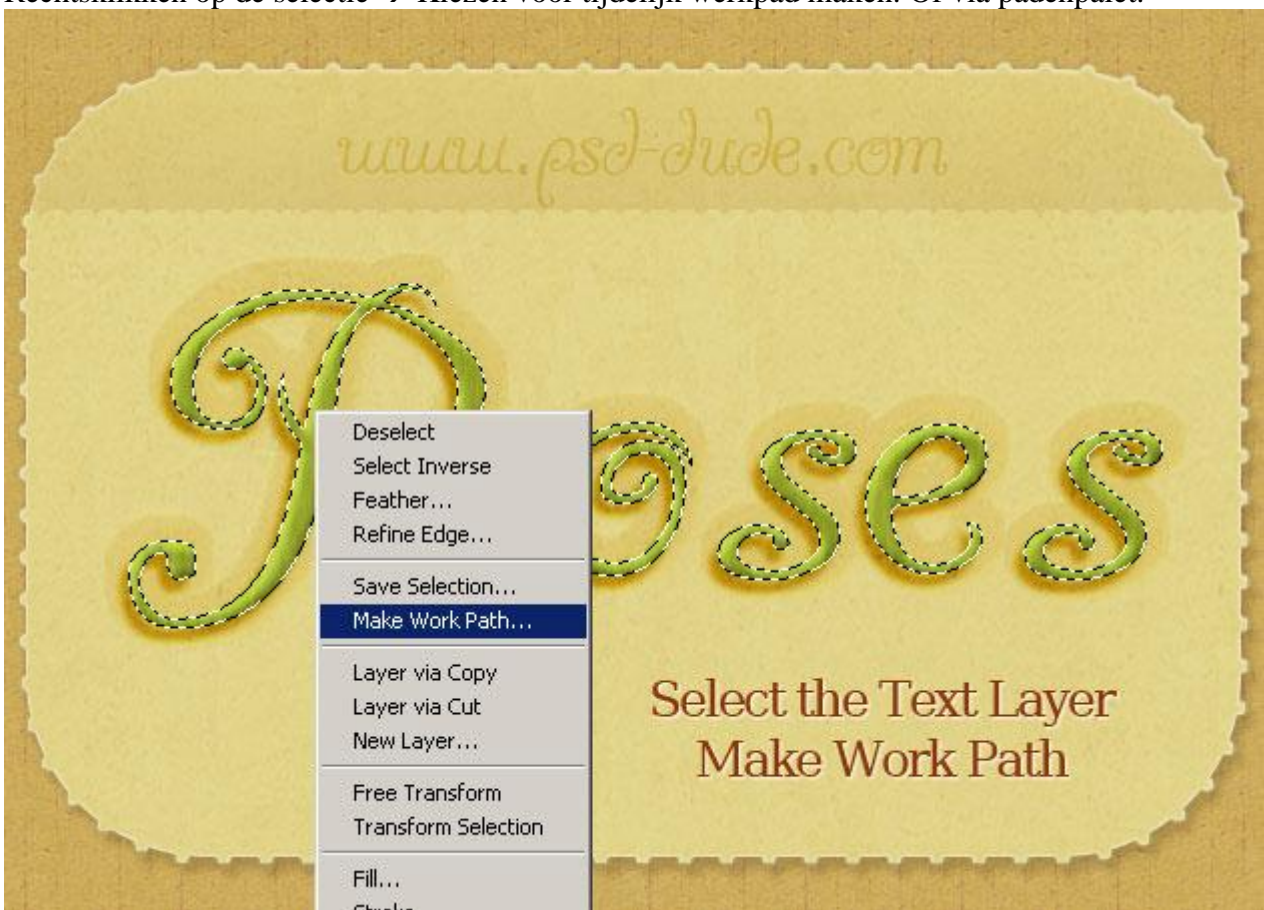 Rechtsklikken op de selectie → Kiezen voor tijdelijk werkpad maken. Of via padenpalet.
www.psd-dude.com
Roses
Deselect
Select Inverse
Feather...
Refine Edge...
Save Selection...
Make Work Path...
Layer via Copy
Layer via Cut
New Layer...
Free Transform
Transform Selection
Fill...
Stroke...
Select the Text Layer
Make Work Path